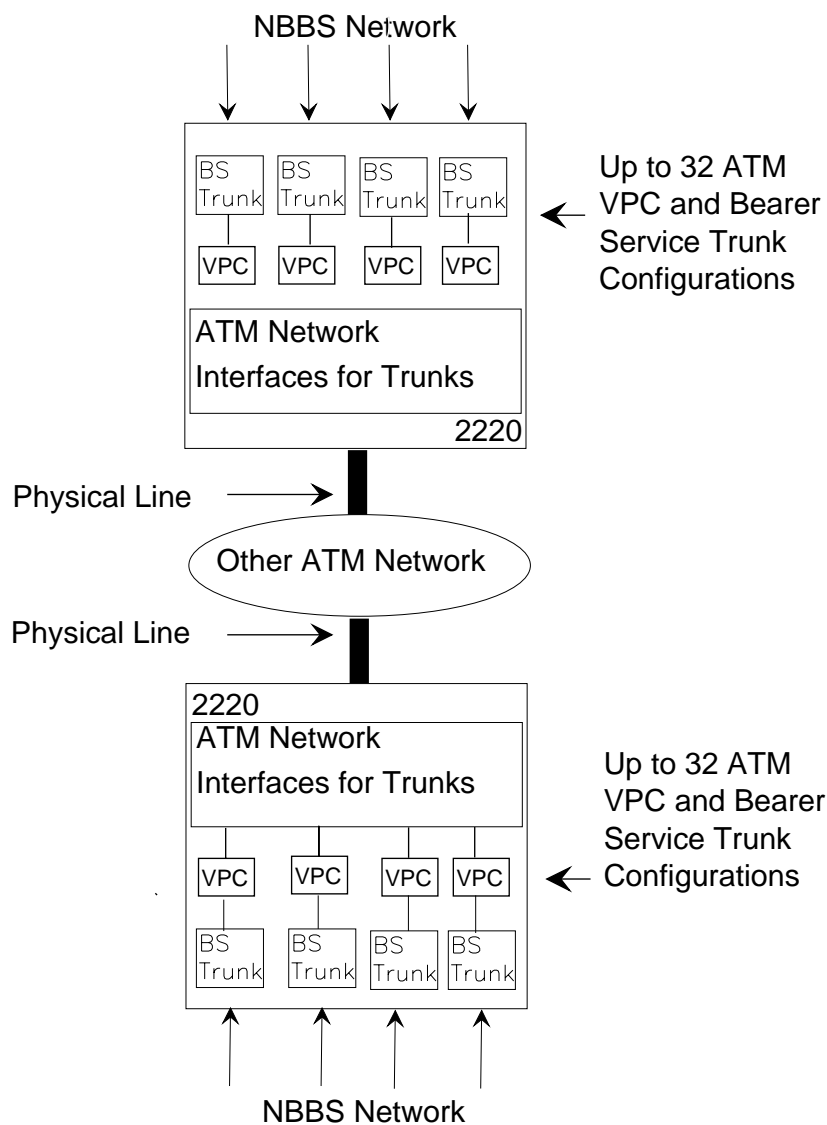 NBBS Network
BS BS BS BS
Trunk Trunk Trunk Trunk
VPC VPC VPC VPC
Up to 32 ATM
VPC and Bearer
Service Trunk
Configurations
ATM Network
Interfaces for Trunks
2220
Physical Line
Other ATM Network
Physical Line
2220
ATM Network
Interfaces for Trunks
Up to 32 ATM
VPC and Bearer
Service Trunk
Configurations
VPC VPC VPC VPC
BS BS BS BS
Trunk Trunk Trunk Trunk
NBBS Network